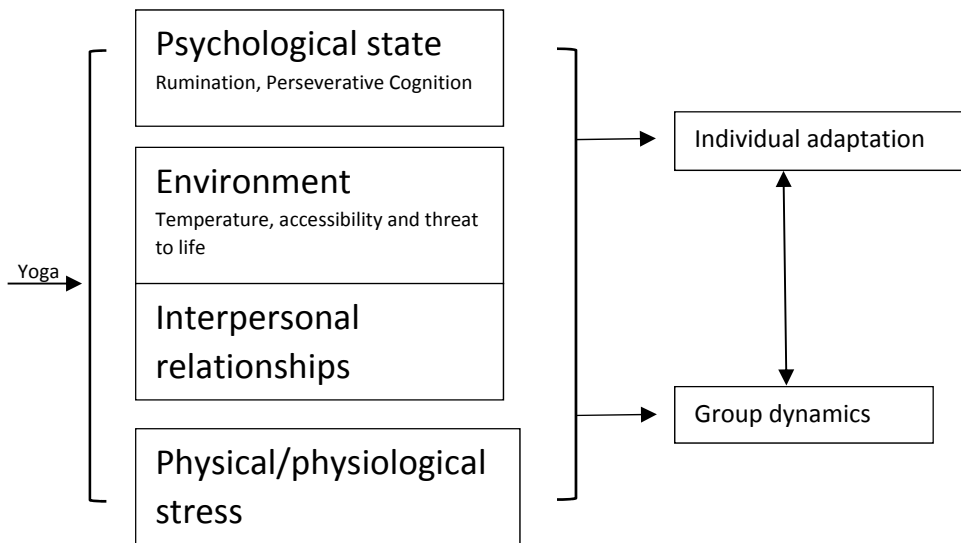 Psychological state
Rumination, Perseverative Cognition
Environment
Temperature, accessibility and threat
to life
Yoga
Interpersonal
relationships
Physical/physiological
stress
Individual adaptation
Group dynamics